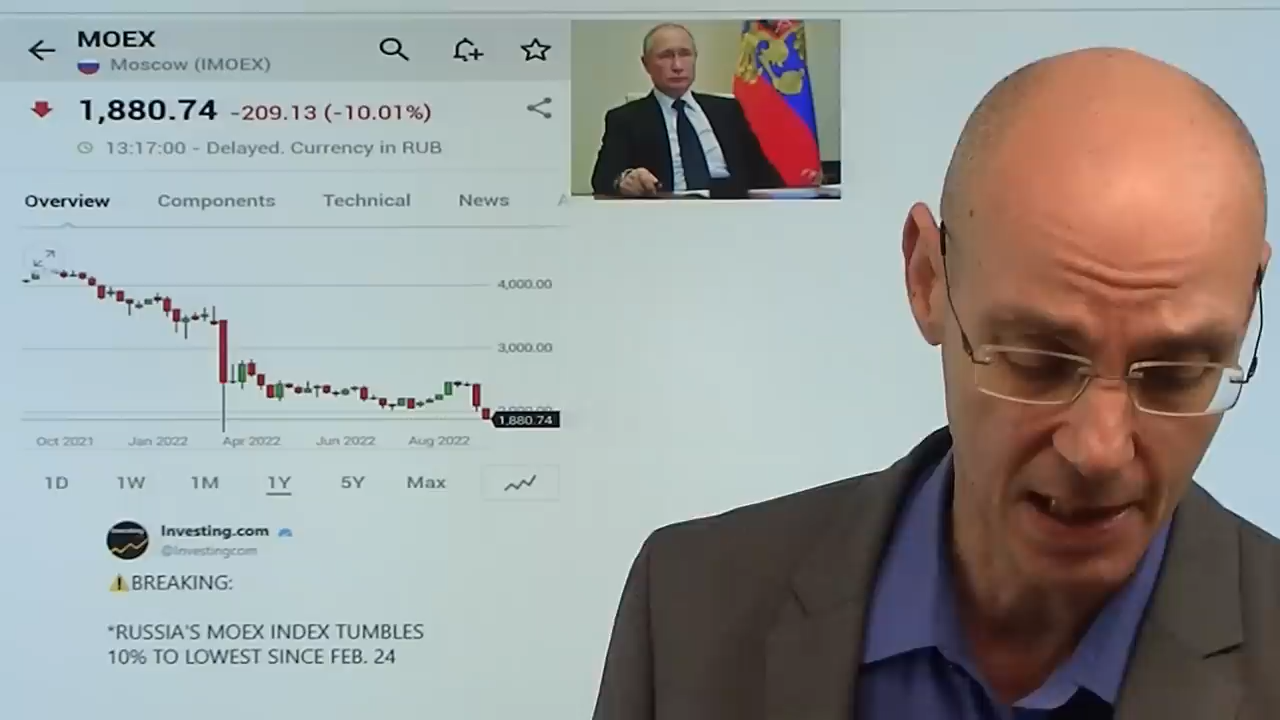 MOEX
Moscow (IMOEX)
1,880.74 -209.13 (-10.01%)
13:17:00 - Delayed. Currency in RUB
Overview Components Technical News A
4,000.00
3,000.00
1,880.74
Oct 2021 Jan 2022 Apr 2022 Jun 2022 Aug 2022
1D 1W 1M 1Y 5Y Max
Investing.com
@Investingcom
⚠BREAKING:
*RUSSIA'S MOEX INDEX TUMBLES
10% TO LOWEST SINCE FEB. 24